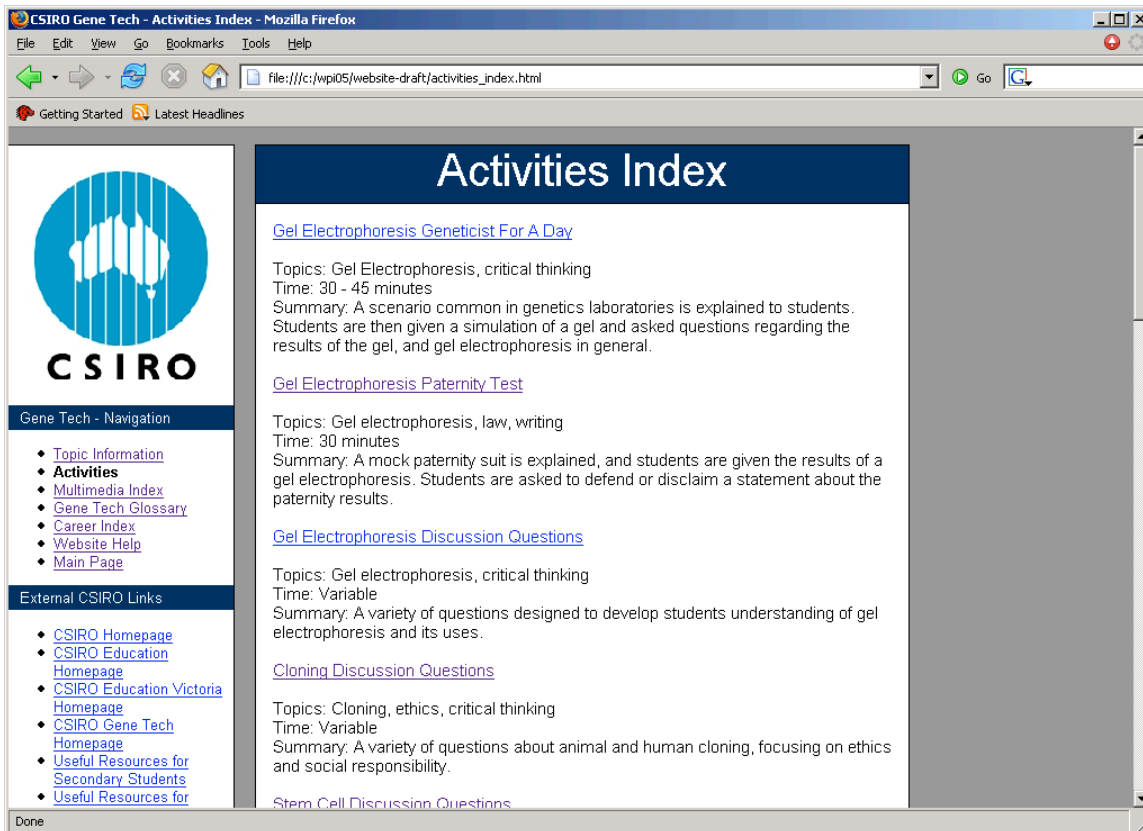 CSIRO Gene Tech - Activities Index - Mozilla Firefox
File Edit View Go Bookmarks Tools Help
file:///c:/wpi05/website-draft/activities_index.html
Go
G
Getting Started Latest Headlines
CSIRO
Gene Tech - Navigation
Topic Information
Activities
Multimedia Index
Gene Tech Glossary
Career Index
Website Help
Main Page
External CSIRO Links
CSIRO Homepage
CSIRO Education
Homepage
CSIRO Education Victoria
Homepage
CSIRO Gene Tech
Homepage
Useful Resources for
Secondary Students
Useful Resources for
Activities Index
Gel Electrophoresis Geneticist For A Day
Topics: Gel Electrophoresis, critical thinking
Time: 30 - 45 minutes
Summary: A scenario common in genetics laboratories is explained to students.
Students are then given a simulation of a gel and asked questions regarding the
results of the gel, and gel electrophoresis in general.
Gel Electrophoresis Paternity Test
Topics: Gel electrophoresis, law, writing
Time: 30 minutes
Summary: A mock paternity suit is explained, and students are given the results of a
gel electrophoresis. Students are asked to defend or disclaim a statement about the
paternity results.
Gel Electrophoresis Discussion Questions
Topics: Gel electrophoresis, critical thinking
Time: Variable
Summary: A variety of questions designed to develop students understanding of gel
electrophoresis and its uses.
Cloning Discussion Questions
Topics: Cloning, ethics, critical thinking
Time: Variable
Summary: A variety of questions about animal and human cloning, focusing on ethics
and social responsibility.
Stem Cell Discussion Questions
Done